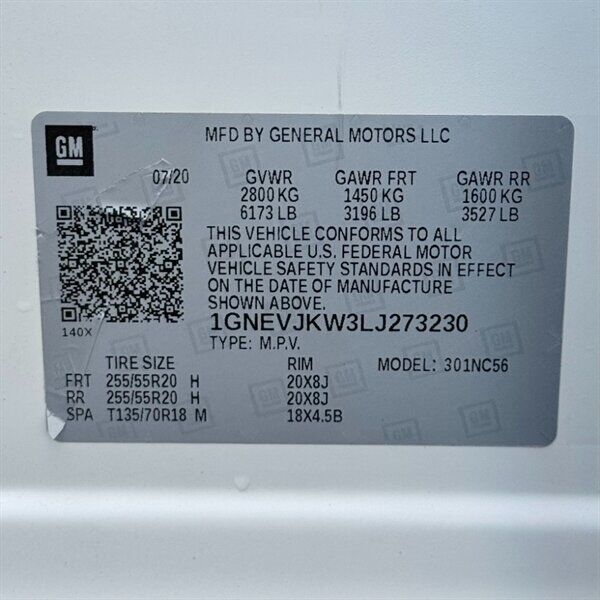 GM
MFD BY GENERAL MOTORS LLC
07/20 GVWR GAWR FRT GAWR RR
2800 KG 1450 KG 1600 KG
6173 LB 3196 LB 3527 LB
THIS VEHICLE CONFORMS TO ALL
APPLICABLE U.S. FEDERAL MOTOR
VEHICLE SAFETY STANDARDS IN EFFECT
ON THE DATE OF MANUFACTURE
SHOWN ABOVE.
140X
1GNEVJKW3LJ273230
TYPE: M.P.V.
TIRE SIZE RIM MODEL: 301NC56
FRT 255/55R20 H 20X8J
RR 255/55R20 H 20X8J
SPA T135/70R18 M 18X4.5B